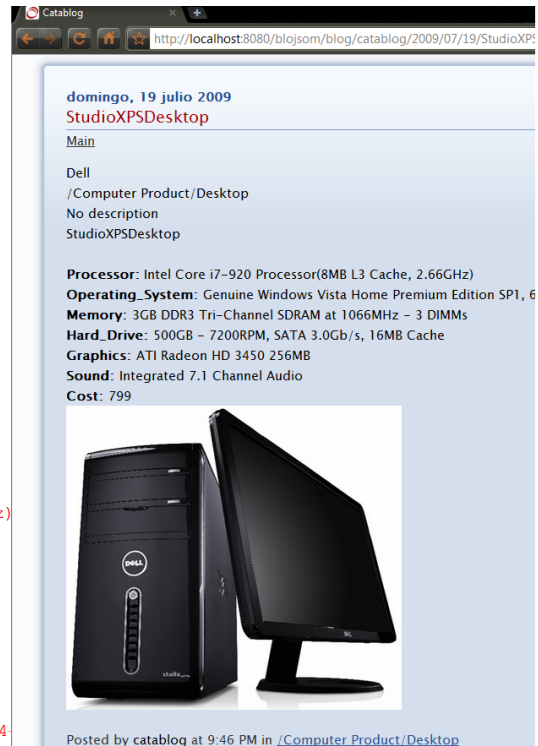 Catablog
http://localhost:8080/blojsom/blog/catablog/2009/07/19/StudioXPS
domingo, 19 julio 2009
StudioXPSDesktop
Main
Dell
/Computer Product/Desktop
No description
StudioXPSDesktop
Processor: Intel Core i7-920 Processor(8MB L3 Cache, 2.66GHz)
Operating_System: Genuine Windows Vista Home Premium Edition SP1, 6
Memory: 3GB DDR3 Tri-Channel SDRAM at 1066MHz - 3 DIMMs
Hard_Drive: 500GB - 7200RPM, SATA 3.0Gb/s, 16MB Cache
Graphics: ATI Radeon HD 3450 256MB
Sound: Integrated 7.1 Channel Audio
Cost: 799
z)
DELL
studio XPS
DELL
4
Posted by catablog at 9:46 PM in /Computer Product/Desktop